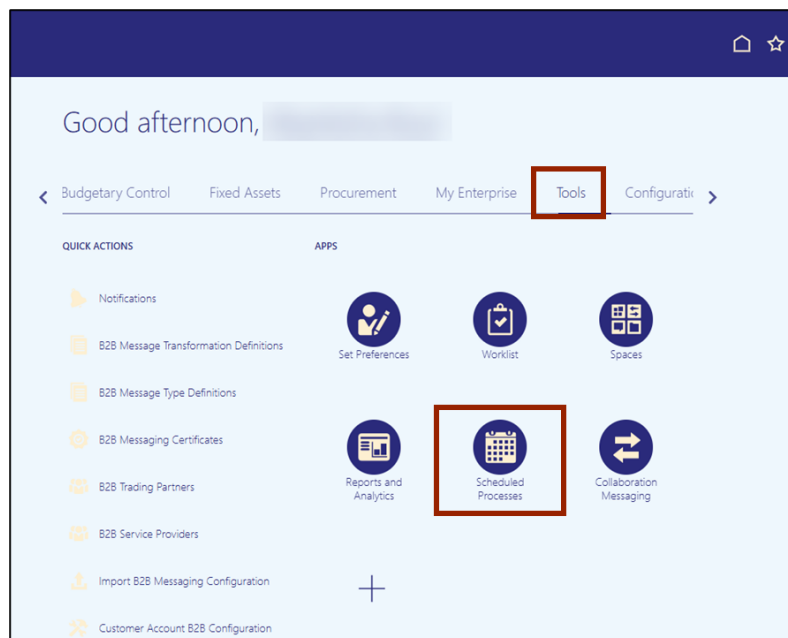 Good afternoon,
Budgetary Control Fixed Assets Procurement My Enterprise Tools Configuratic
QUICK ACTIONS
APPS
Notifications
B2B Message Transformation Definitions
B2B Message Type Definitions
B2B Messaging Certificates
B2B Trading Partners
B2B Service Providers
Import B2B Messaging Configuration
Customer Account B2B Configuration
Set Preferences
Worklist
Spaces
Reports and
Analytics
Scheduled
Processes
Collaboration
Messaging